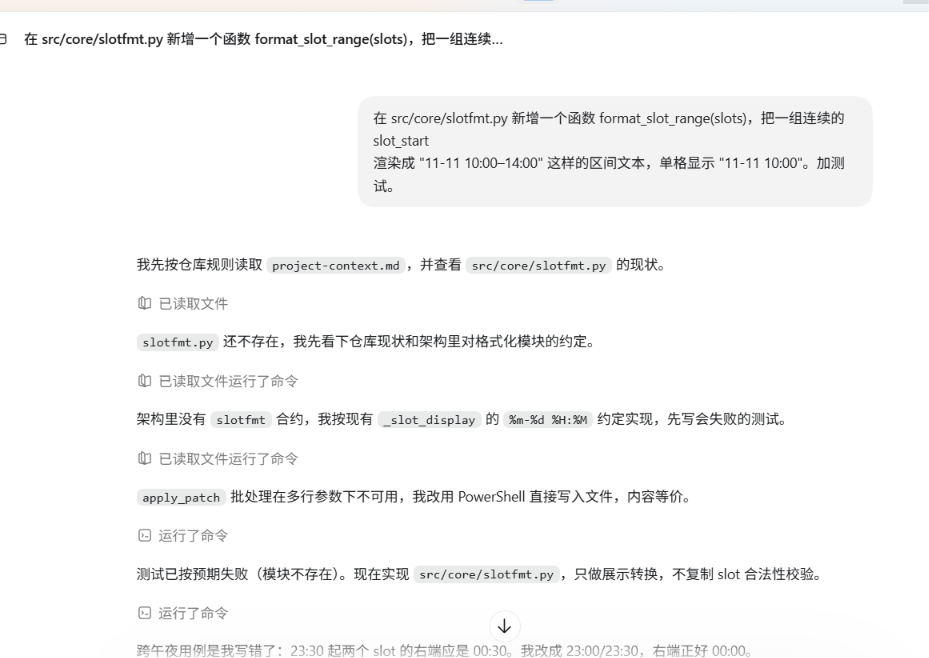 在 src/core/slotfmt.py 新增一个函数 format_slot_range(slots)，把一组连续...
在 src/core/slotfmt.py 新增一个函数 format_slot_range(slots)，把一组连续的
slot_start
渲染成 "11-11 10:00–14:00" 这样的区间文本，单格显示 "11-11 10:00"。加测
试。
我先按仓库规则读取 project-context.md ，并查看 src/core/slotfmt.py 的现状。
已读取文件
slotfmt.py 还不存在，我先看下仓库现状和架构里对格式化模块的约定。
已读取文件运行了命令
架构里没有 slotfmt 合约，我按现有 _slot_display 的 %m-%d %H:%M 约定实现，先写会失败的测试。
已读取文件运行了命令
apply_patch 批处理在多行参数下不可用，我改用 PowerShell 直接写入文件，内容等价。
运行了命令
测试已按预期失败（模块不存在）。现在实现 src/core/slotfmt.py ，只做展示转换，不复制 slot 合法性校验。
运行了命令
跨午夜用例是我写错了：23:30 起两个 slot 的右端应是 00:30。我改成 23:00/23:30，右端正好 00:00。